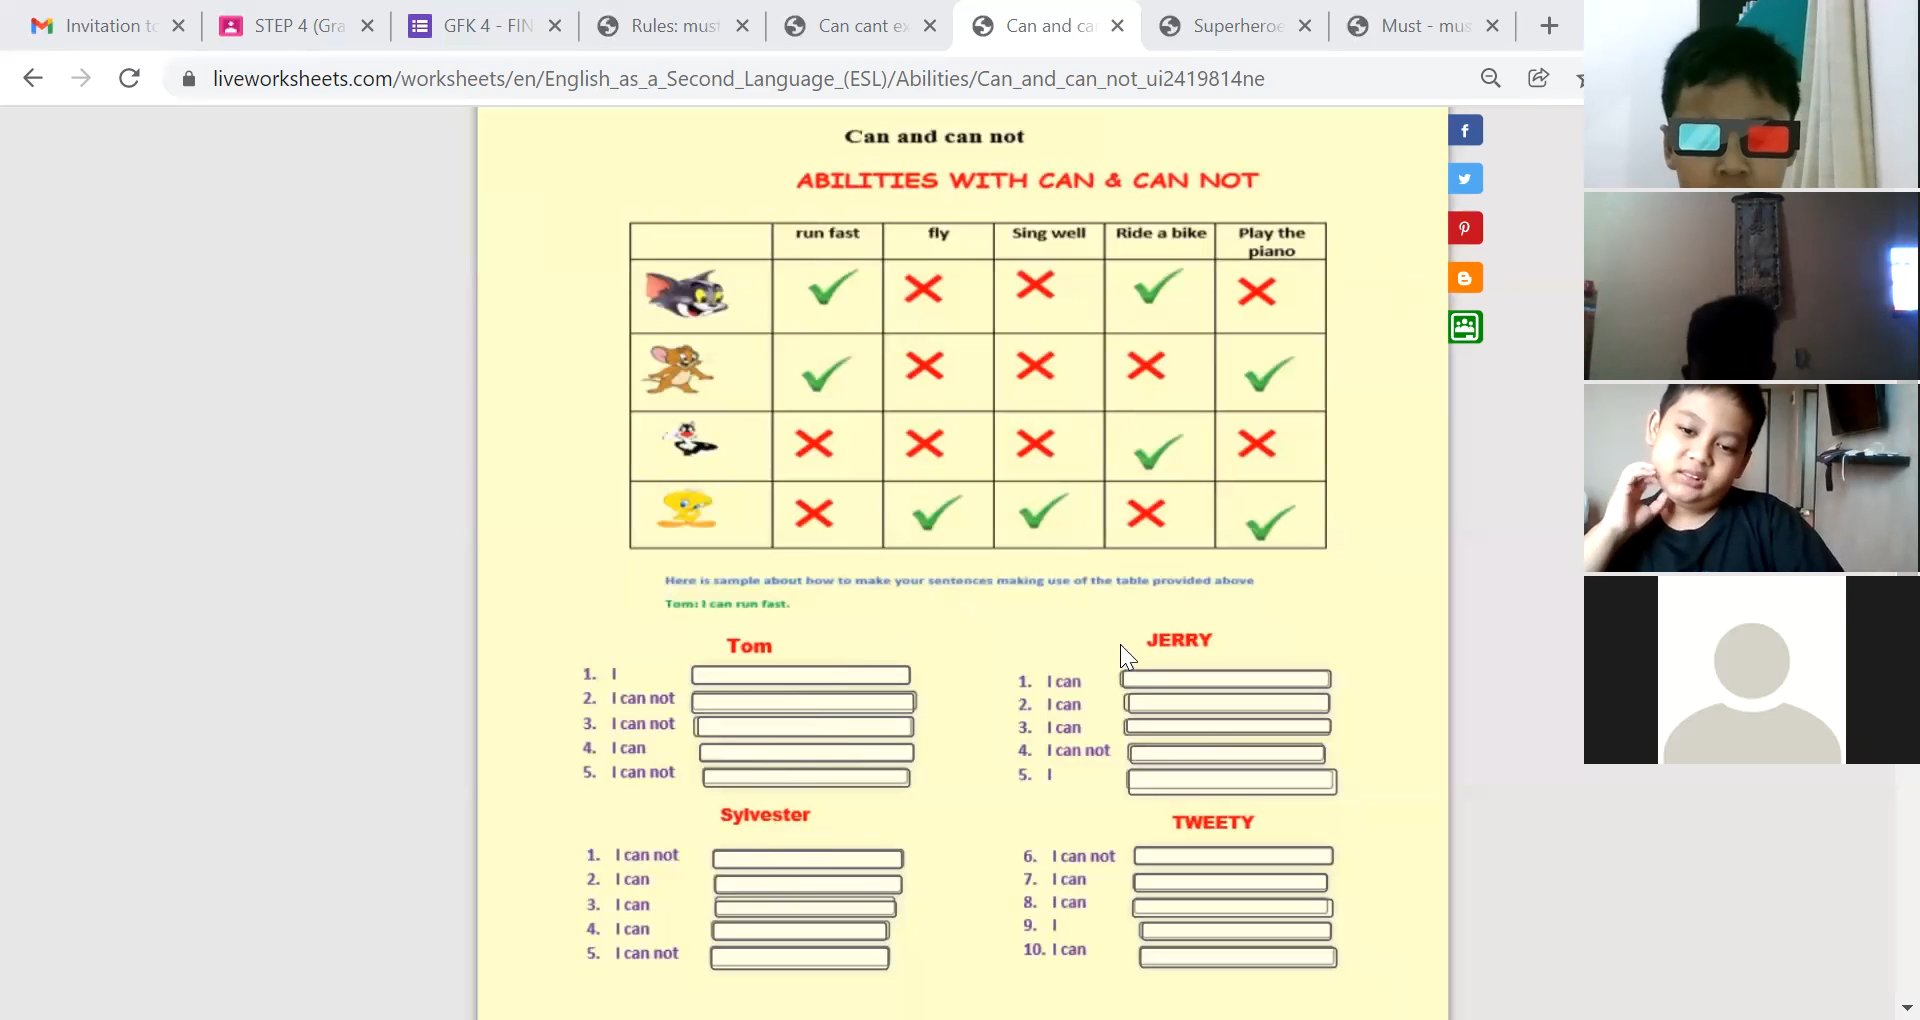 Invitation to
STEP 4 (Gra
GFK 4 - FIN
Rules: mus
Can cant e
Can and ca
Superheroe
Must - mus
liveworksheets.com/worksheets/en/English_as_a_Second_Language_(ESL)/Abilities/Can_and_can_not_ui2419814ne
Can and can not
ABILITIES WITH CAN & CAN NOT
run fast fly Sing well Ride a bike Play the
piano
Here is sample about how to make your sentences making use of the table provided above
Tom: I can run fast.
Tom
1. I
2. I can not
3. I can not
4. I can
5. I can not
JERRY
1. I can
2. I can
3. I can
4. I can not
5. I
Sylvester
1. I can not
2. I can
3. I can
4. I can
5. I can not
TWEETY
6. I can not
7. I can
8. I can
9. I
10. I can